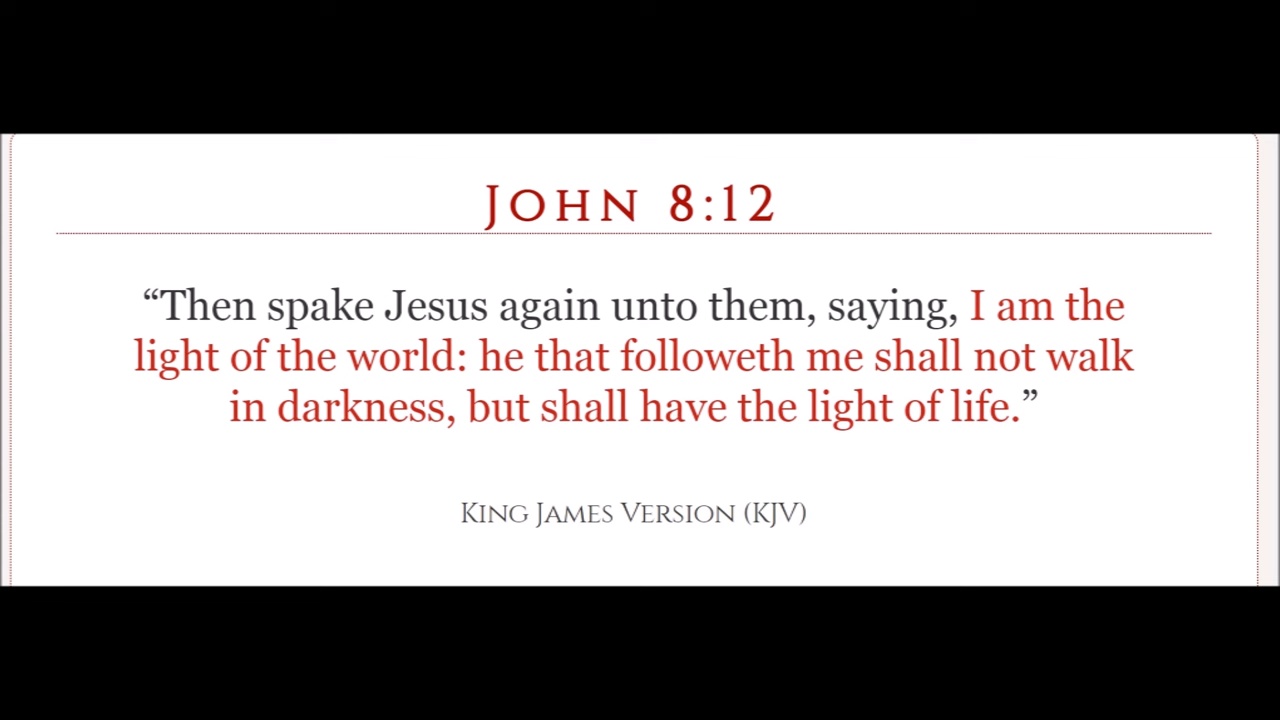 John 8:12
“Then spake Jesus again unto them, saying, I am the
light of the world: he that followeth me shall not walk
in darkness, but shall have the light of life.”
King James Version (KJV)